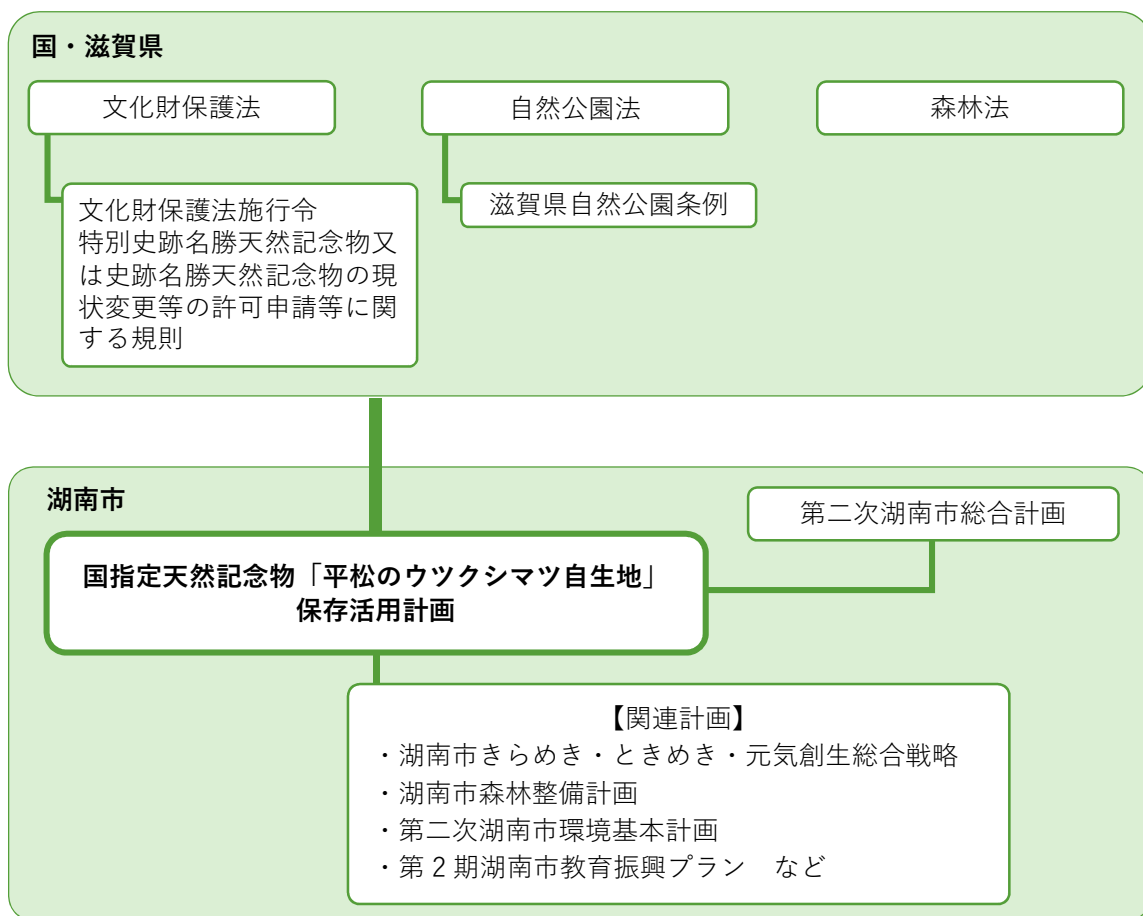 国・滋賀県
文化財保護法
自然公園法
森林法
文化財保護法施行令
特別史跡名勝天然記念物又
は史跡名勝天然記念物の現
状変更等の許可申請等に関
する規則
滋賀県自然公園条例
湖南市
第二次湖南市総合計画
国指定天然記念物「平松のウツクシマツ自生地」
保存活用計画
【関連計画】
・湖南市きらめき・ときめき・元気創生総合戦略
・湖南市森林整備計画
・第二次湖南市環境基本計画
・第２期湖南市教育振興プラン　など